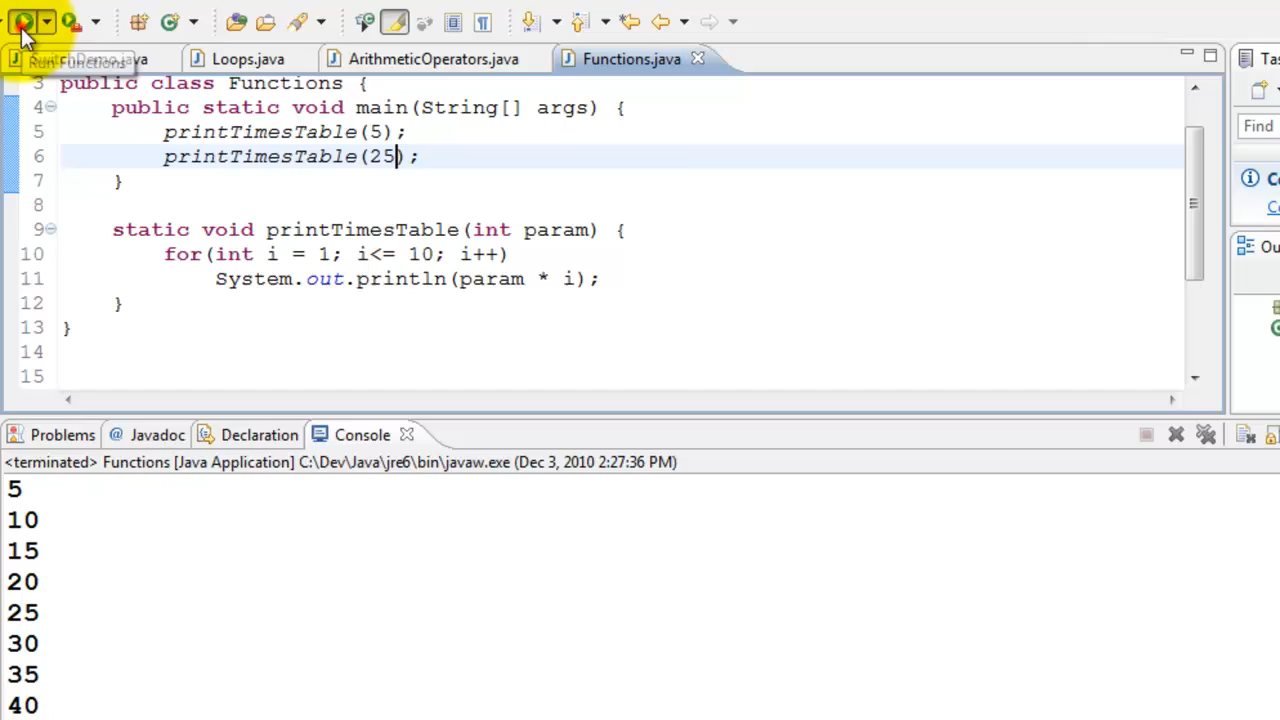 SwitchDemo.java Loops.java ArithmeticOperators.java Functions.java
Run Functions
3 public class Functions {
4 public static void main(String[] args) {
5 printTimesTable(5);
6 printTimesTable(25);
7 }
8
9 static void printTimesTable(int param) {
10 for(int i = 1; i<= 10; i++)
11 System.out.println(param * i);
12 }
13 }
14
15
Find
Problems @ Javadoc Declaration Console
<terminated> Functions [Java Application] C:\Dev\Java\jre6\bin\javaw.exe (Dec 3, 2010 2:27:36 PM)
5
10
15
20
25
30
35
40